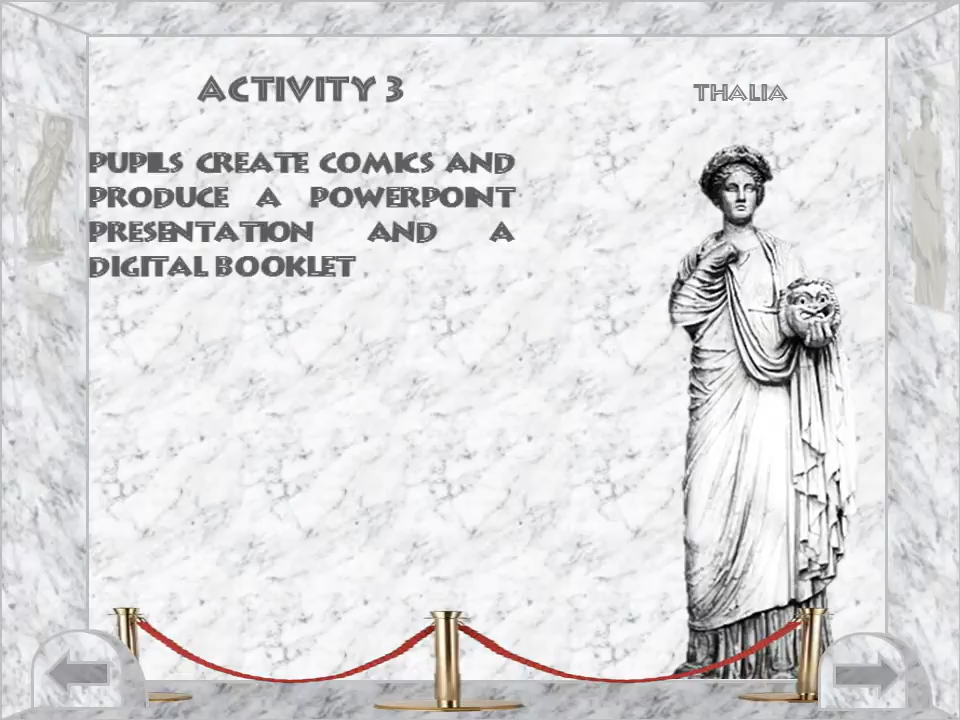 ACTIVITY 3
THALIA
PUPILS CREATE COMICS AND
PRODUCE A POWERPOINT
PRESENTATION AND A
DIGITAL BOOKLET